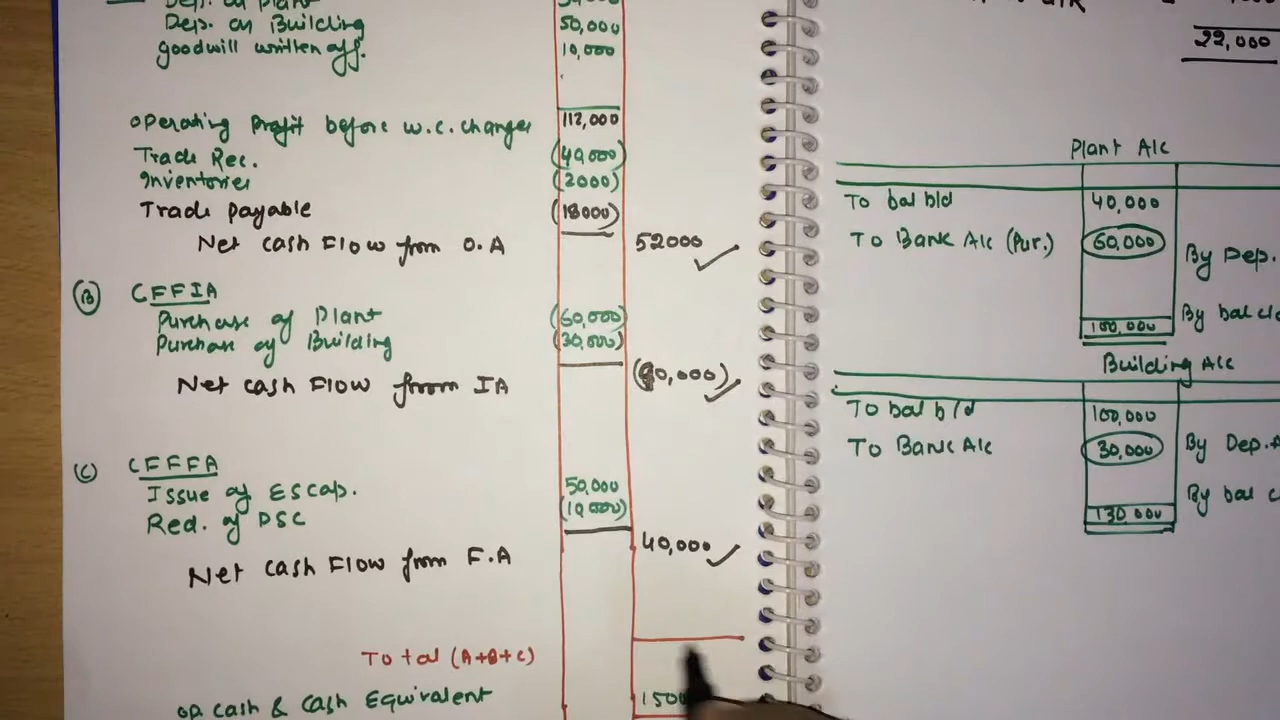 Dep. on Plant
Dep. on Building 50,000
goodwill written off. 10,000
operating Profit before w.c. changes 112,000
Trade Rec. (40,000)
Inventories (2000)
Trade payable (18000)
Net cash Flow from O.A 52000
(B) CFFIA
Purchase of Plant (60,000)
Purchase of Building (30,000)
Net cash Flow from IA (90,000)
(C) CFFFA
Issue of ESCap. 50,000
Red. of DSC (10,000)
Net cash Flow from F.A 40,000
Total (A+B+C)
op. cash & cash Equivalent
22,000
Plant A/c
To bal b/d 40,000
To Bank A/c (Pur.) 60,000
By Dep.
By bal c/d
100,000
Building A/c
To bal b/d 100,000
To Bank A/c 30,000
By Dep.
By bal
130,000